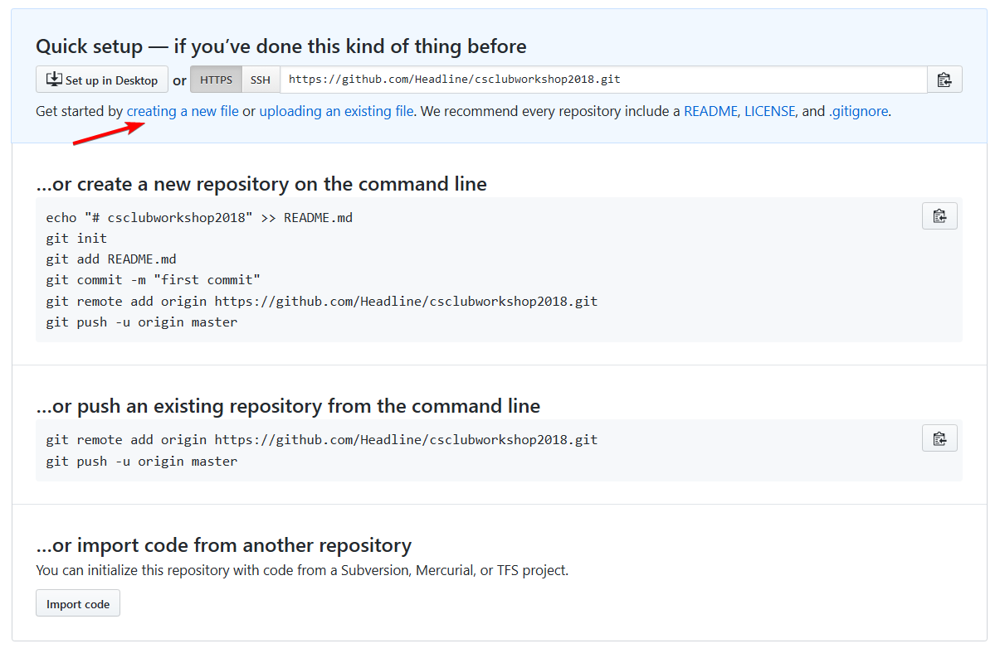 Quick setup — if you’ve done this kind of thing before
Set up in Desktop or HTTPS SSH https://github.com/Headline/csclubworkshop2018.git
Get started by creating a new file or uploading an existing file. We recommend every repository include a README, LICENSE, and .gitignore.
…or create a new repository on the command line
echo "# csclubworkshop2018" >> README.md
git init
git add README.md
git commit -m "first commit"
git remote add origin https://github.com/Headline/csclubworkshop2018.git
git push -u origin master
…or push an existing repository from the command line
git remote add origin https://github.com/Headline/csclubworkshop2018.git
git push -u origin master
…or import code from another repository
You can initialize this repository with code from a Subversion, Mercurial, or TFS project.
Import code